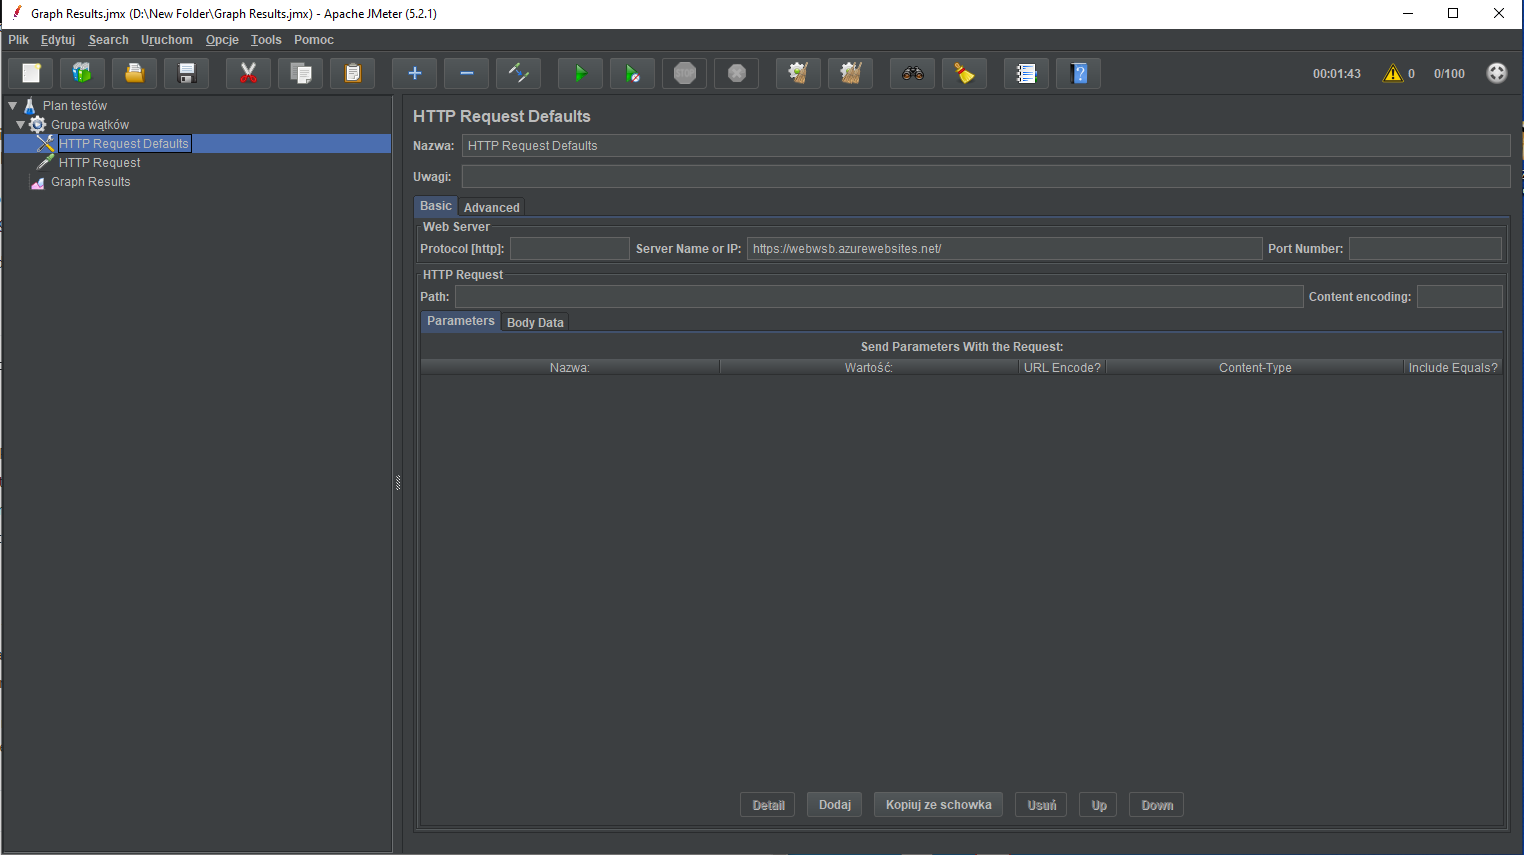 Graph Results.jmx (D:\New Folder\Graph Results.jmx) - Apache JMeter (5.2.1)
Plik Edytuj Search Uruchom Opcje Tools Pomoc
STOP 00:01:43 0 0/100
Plan testów
Grupa wątków
HTTP Request Defaults
HTTP Request
Graph Results
HTTP Request Defaults
Nazwa: HTTP Request Defaults
Uwagi:
Basic Advanced
Web Server
Protocol [http]: Server Name or IP: https://webwsb.azurewebsites.net/ Port Number:
HTTP Request
Path: Content encoding:
Parameters Body Data
Send Parameters With the Request:
Nazwa: Wartość: URL Encode? Content-Type Include Equals?
Detail Dodaj Kopiuj ze schowka Usuń Up Down